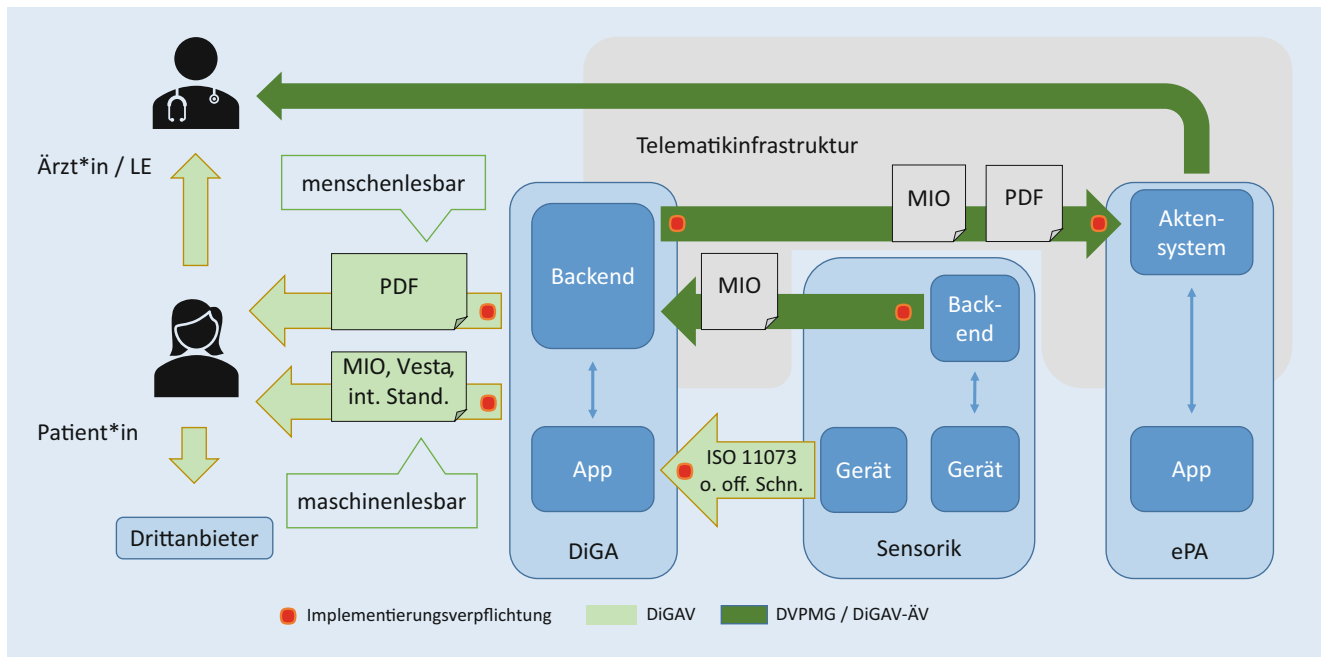 Telematikinfrastruktur
Ärzt*in / LE
menschenlesbar
MIO
PDF
Akten-
system
Backend
PDF
MIO
Back-
end
MIO, Vesta,
int. Stand.
Patient*in
App
ISO 11073
o. off. Schn.
Gerät
Gerät
App
maschinenlesbar
Drittanbieter
DiGA
Sensorik
ePA
Implementierungsverpflichtung
DiGAV
DVPMG / DiGAV-ÄV